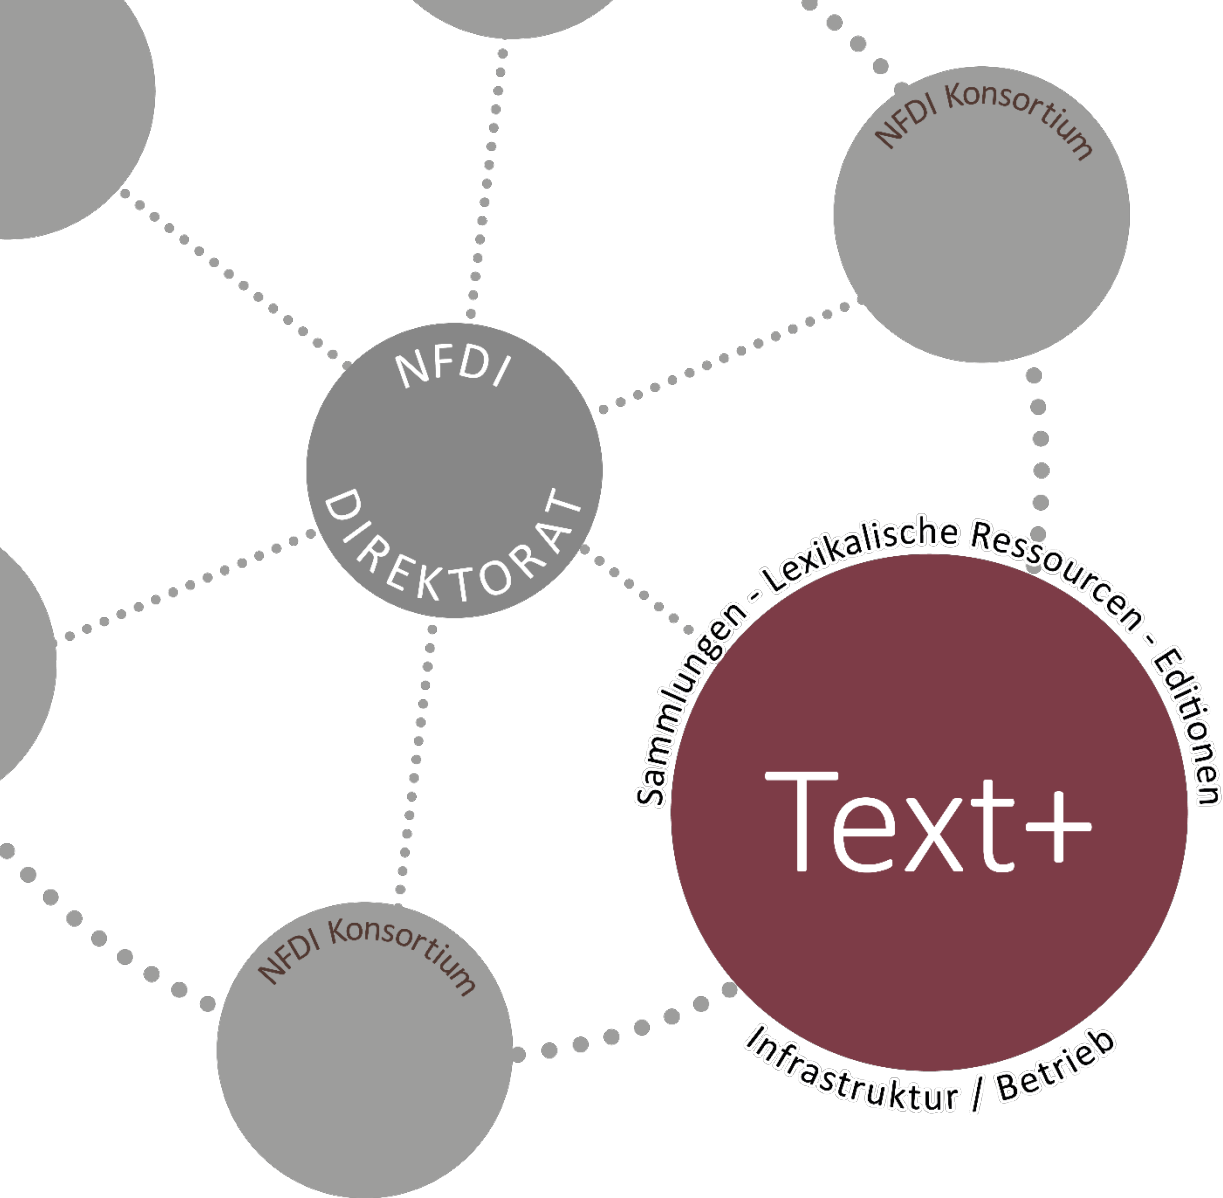 NFDI Konsortium
NFDI
DIREKTORAT
Sammlungen - Lexikalische Ressourcen - Editionen
Text+
Infrastruktur / Betrieb
NFDI Konsortium